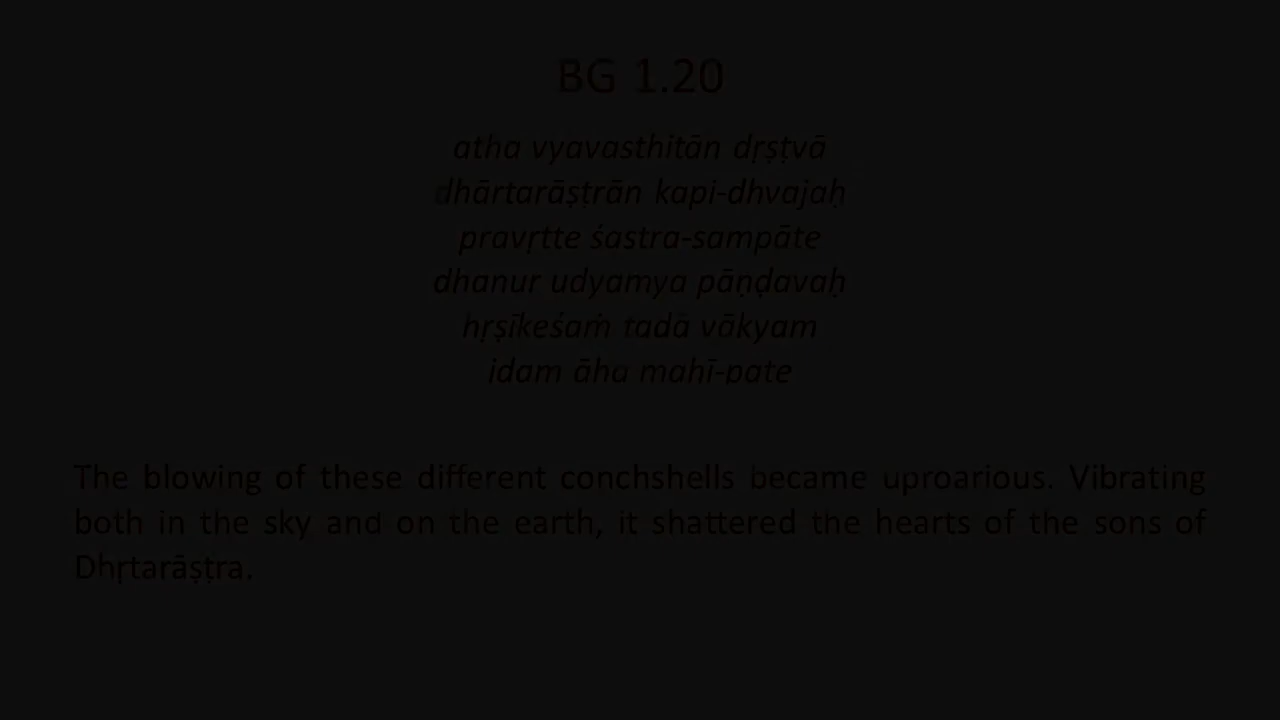 BG 1.20
atha vyavasthitān dṛṣṭvā
dhārtarāṣṭrān kapi-dhvajaḥ
pravṛtte śastra-sampāte
dhanur udyamya pāṇḍavaḥ
hṛṣīkeśaṁ tadā vākyam
idam āha mahī-pate
The blowing of these different conchshells became uproarious. Vibrating
both in the sky and on the earth, it shattered the hearts of the sons of
Dhṛtarāṣṭra.